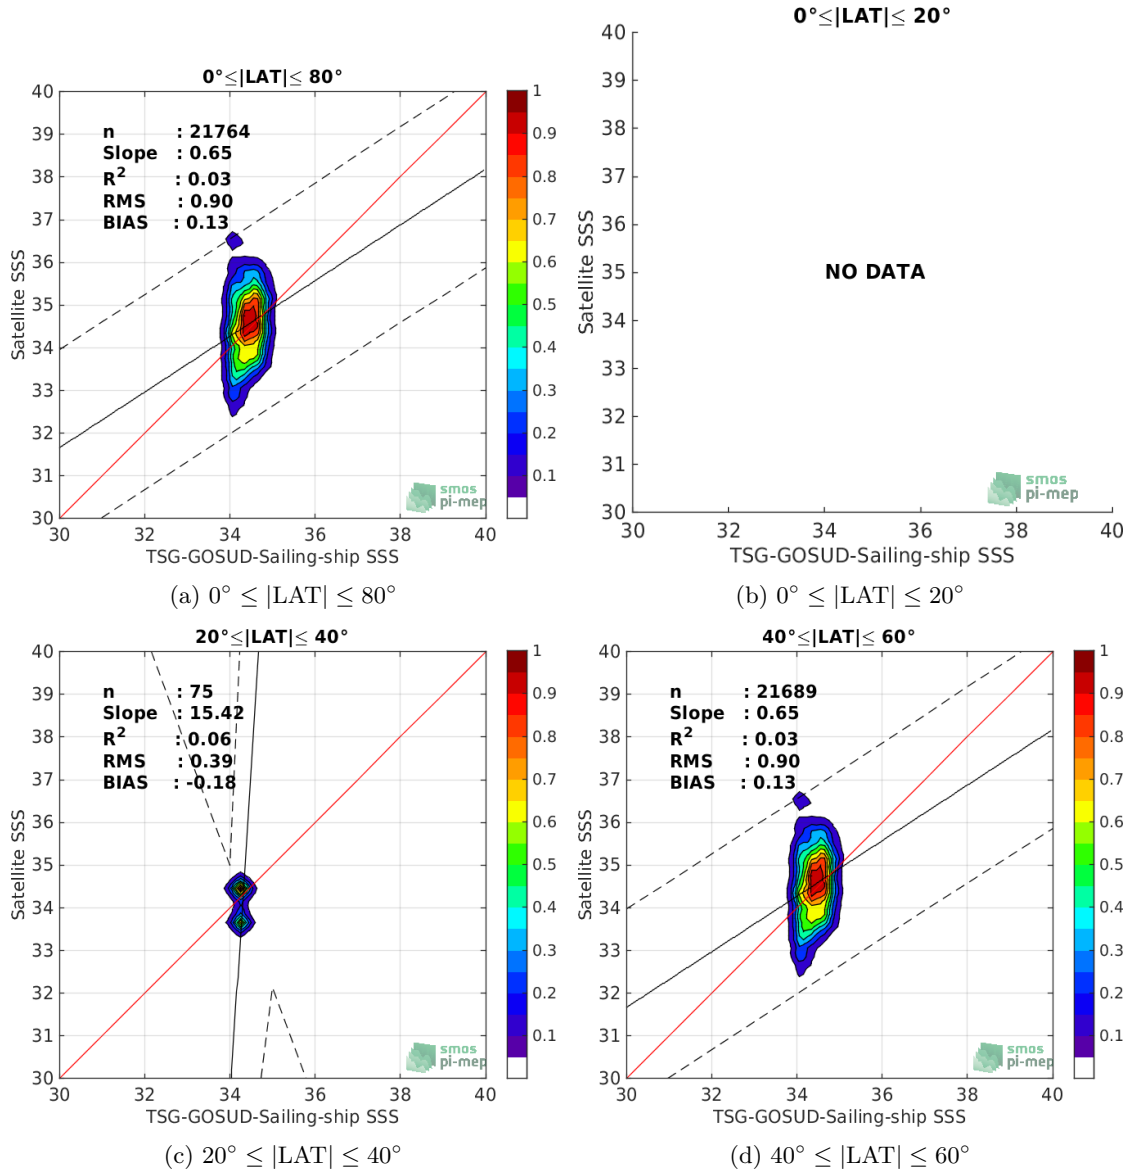 0°≤|LAT|≤ 80°
n : 21764
Slope : 0.65
R² : 0.03
RMS : 0.90
BIAS : 0.13
Satellite SSS
40
39
38
37
36
35
34
33
32
31
30
30 32 34 36 38 40
TSG-GOSUD-Sailing-ship SSS
1
0.9
0.8
0.7
0.6
0.5
0.4
0.3
0.2
0.1
smos
pi-mep
(a) 0° ≤ |LAT| ≤ 80°
0°≤|LAT|≤ 20°
NO DATA
Satellite SSS
40
39
38
37
36
35
34
33
32
31
30
30 32 34 36 38 40
TSG-GOSUD-Sailing-ship SSS
smos
pi-mep
(b) 0° ≤ |LAT| ≤ 20°
20°≤|LAT|≤ 40°
n : 75
Slope : 15.42
R² : 0.06
RMS : 0.39
BIAS : -0.18
Satellite SSS
40
39
38
37
36
35
34
33
32
31
30
30 32 34 36 38 40
TSG-GOSUD-Sailing-ship SSS
1
0.9
0.8
0.7
0.6
0.5
0.4
0.3
0.2
0.1
smos
pi-mep
(c) 20° ≤ |LAT| ≤ 40°
40°≤|LAT|≤ 60°
n : 21689
Slope : 0.65
R² : 0.03
RMS : 0.90
BIAS : 0.13
Satellite SSS
40
39
38
37
36
35
34
33
32
31
30
30 32 34 36 38 40
TSG-GOSUD-Sailing-ship SSS
1
0.9
0.8
0.7
0.6
0.5
0.4
0.3
0.2
0.1
smos
pi-mep
(d) 40° ≤ |LAT| ≤ 60°